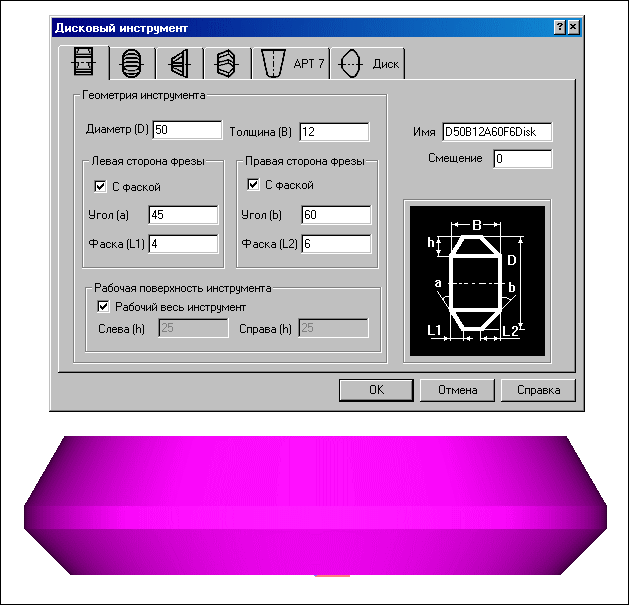 Дисковый инструмент
АРТ 7
Диск
Геометрия инструмента
Диаметр (D) 50 Толщина (B) 12
Имя D50B12A60F6Disk
Смещение 0
Левая сторона фрезы
С фаской
Угол (a) 45
Фаска (L1) 4
Правая сторона фрезы
С фаской
Угол (b) 60
Фаска (L2) 6
Рабочая поверхность инструмента
Рабочий весь инструмент
Слева (h) 25 Справа (h) 25
B
h
D
a b
L1 L2
OK Отмена Справка